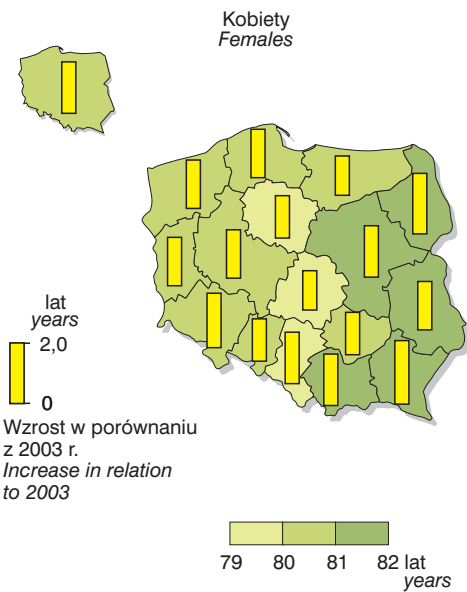 Kobiety
Females
lat
years
2,0
0
Wzrost w porównaniu
z 2003 r.
Increase in relation
to 2003
79 80 81 82 lat
years